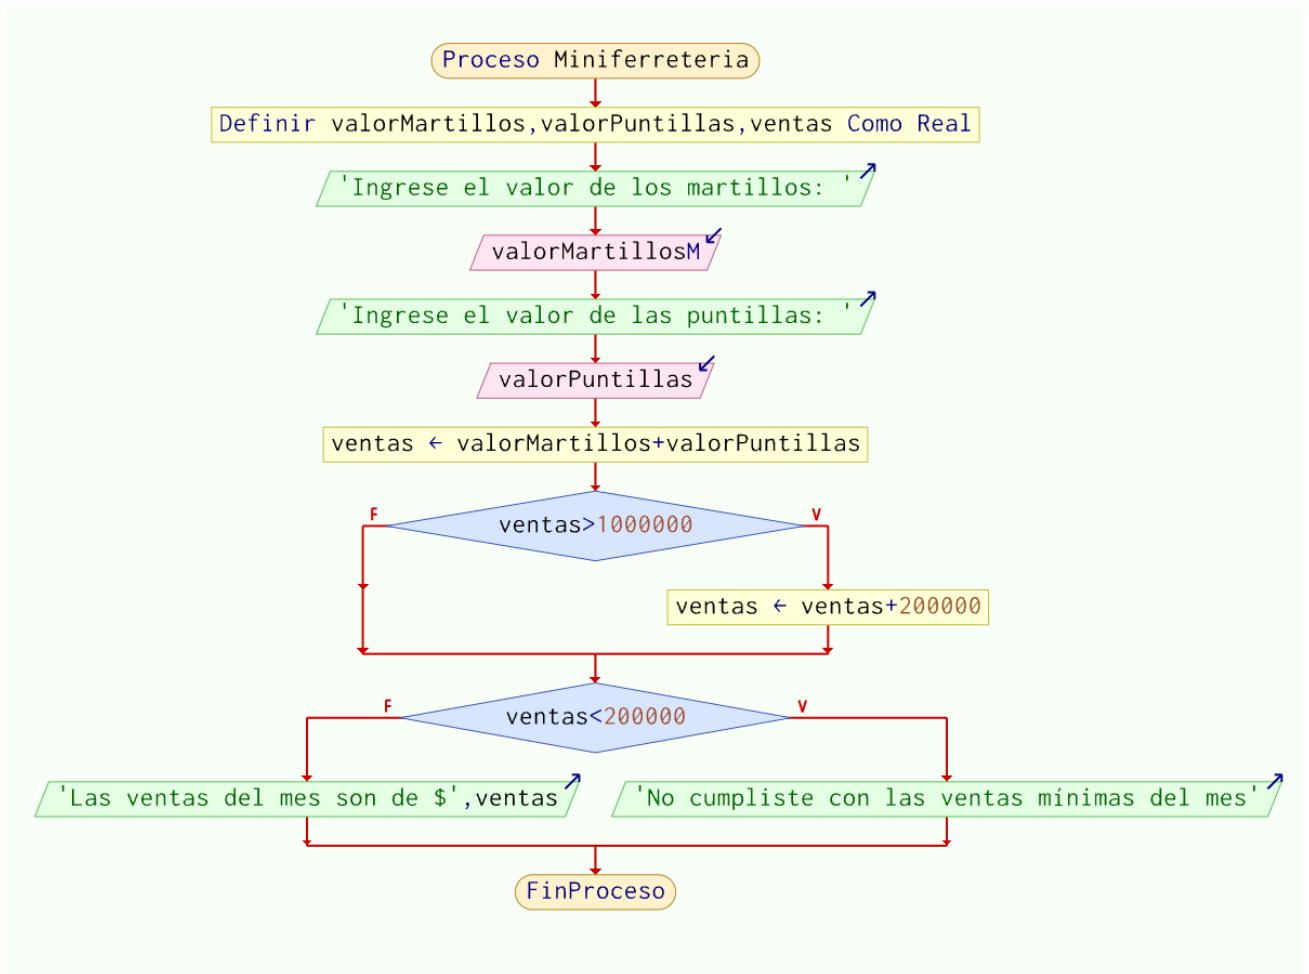 Proceso Miniferreteria
Definir valorMartillos,valorPuntillas,ventas Como Real
'Ingrese el valor de los martillos: '
valorMartillosM
'Ingrese el valor de las puntillas: '
valorPuntillas
ventas ← valorMartillos+valorPuntillas
F
V
ventas>1000000
ventas ← ventas+200000
F
V
ventas<200000
'Las ventas del mes son de $',ventas
'No cumpliste con las ventas mínimas del mes'
FinProceso